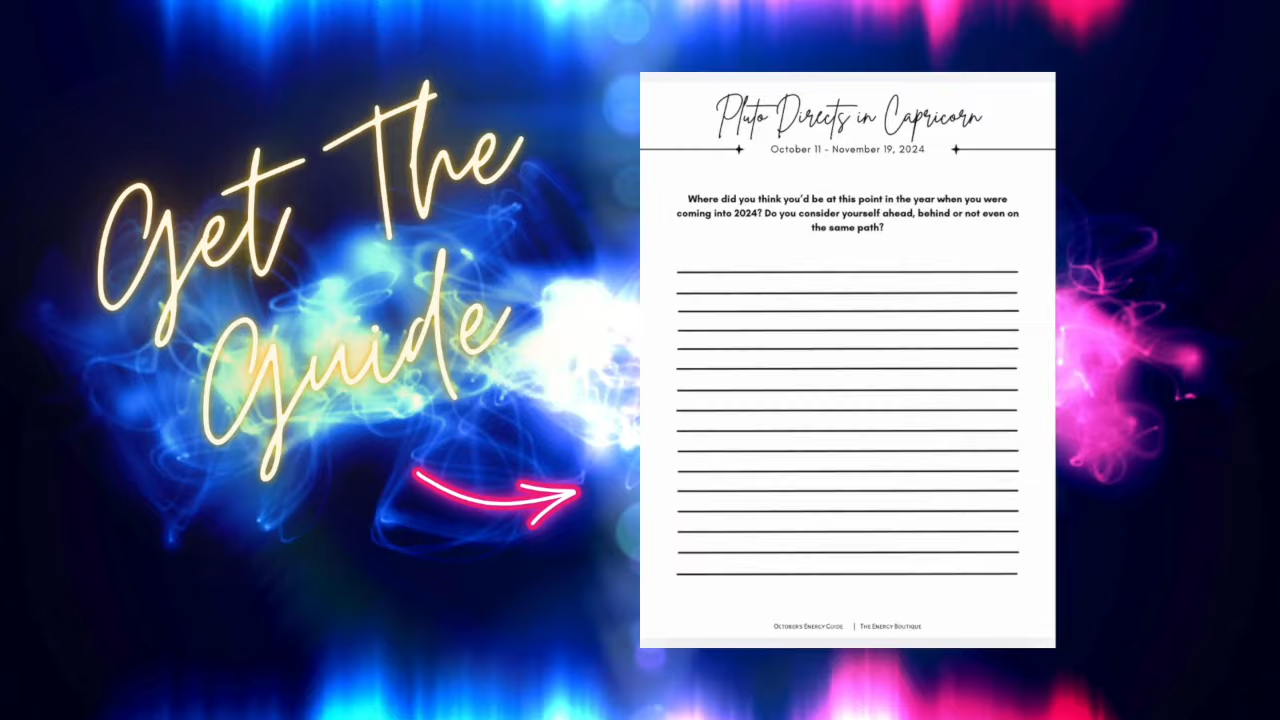 Get The
Guide
Pluto Directs in Capricorn
October 11 - November 19, 2024
Where did you think you'd be at this point in the year when you were
coming into 2024? Do you consider yourself ahead, behind or not even on
the same path?
October's Energy Guide | The Energy Boutique